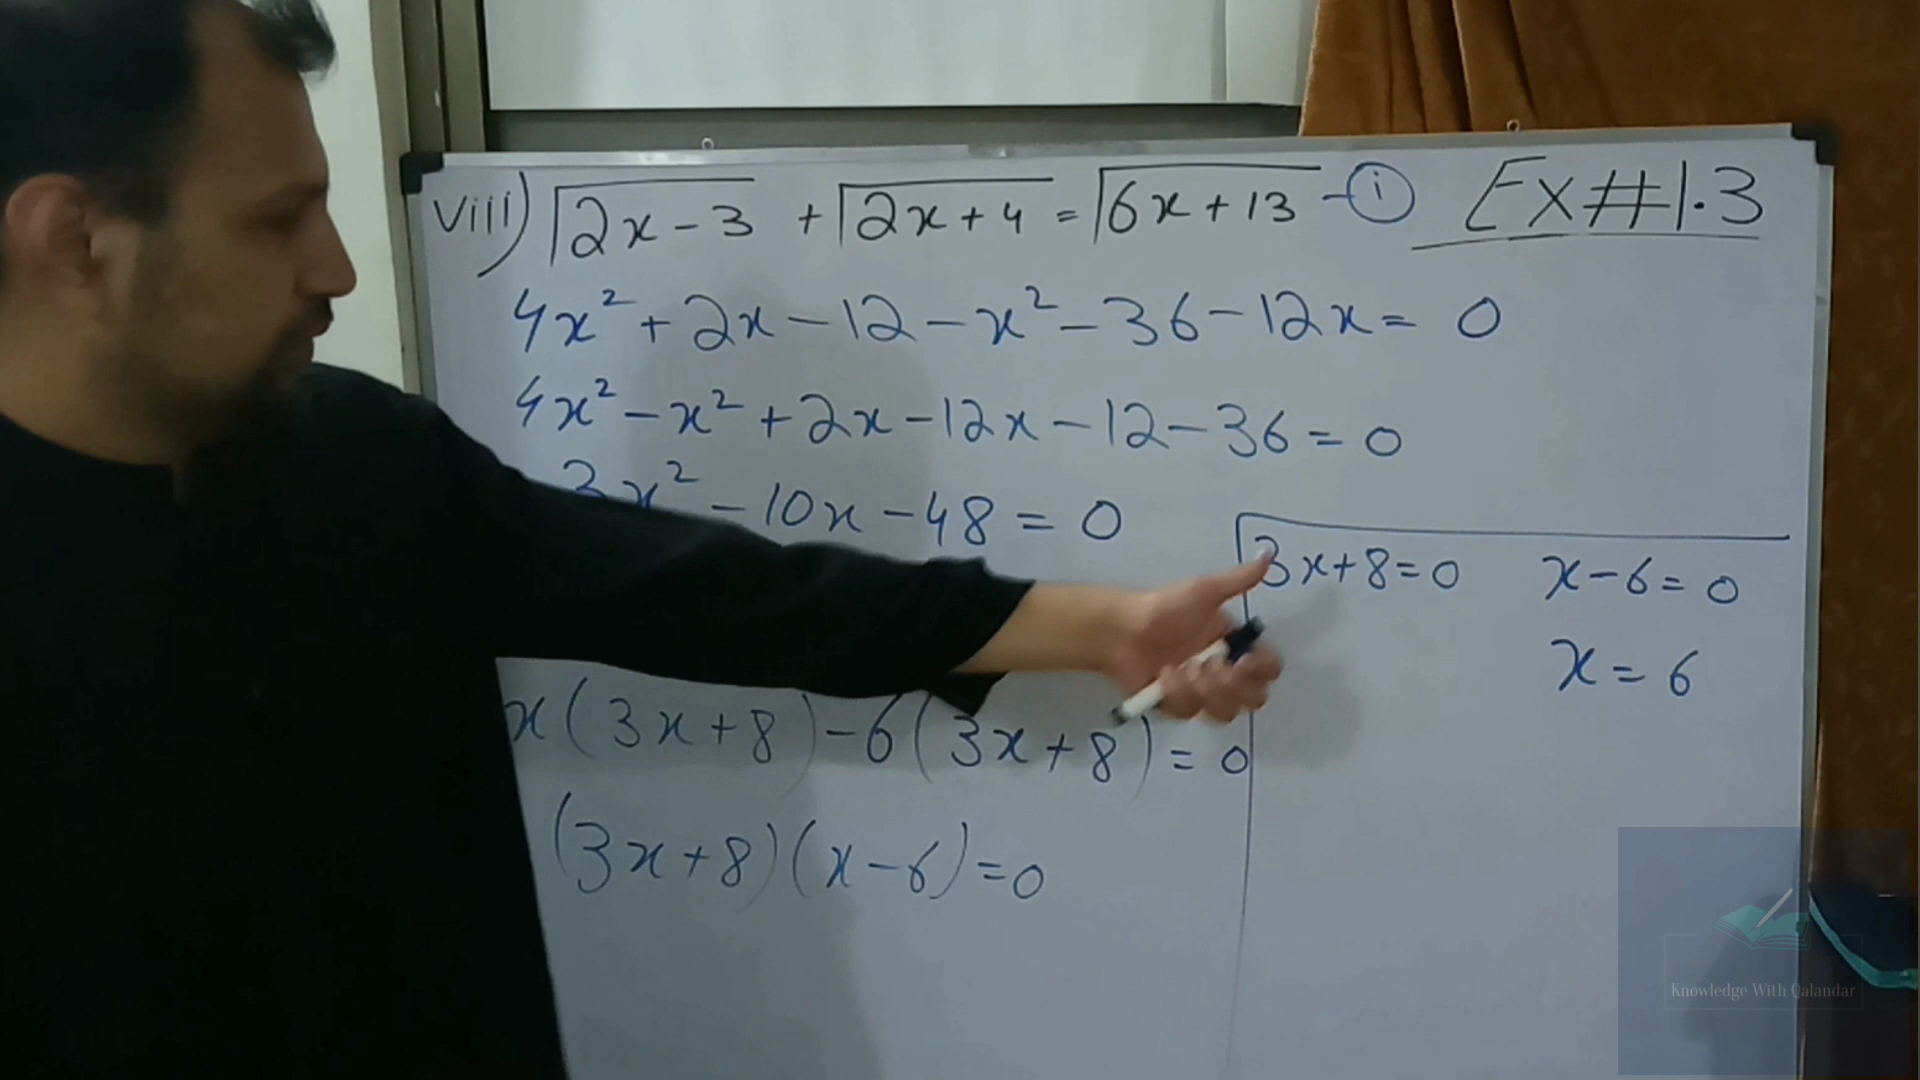 viii) √2x-3 + √2x+4 = √6x+13 - (i) Ex#1.3
4x² + 2x - 12 - x² - 36 - 12x = 0
4x² - x² + 2x - 12x - 12 - 36 = 0
3x² - 10x - 48 = 0
x(3x+8) - 6(3x+8) = 0
(3x+8)(x-6) = 0
3x+8=0 x-6=0
x = 6
Knowledge With Qalandar